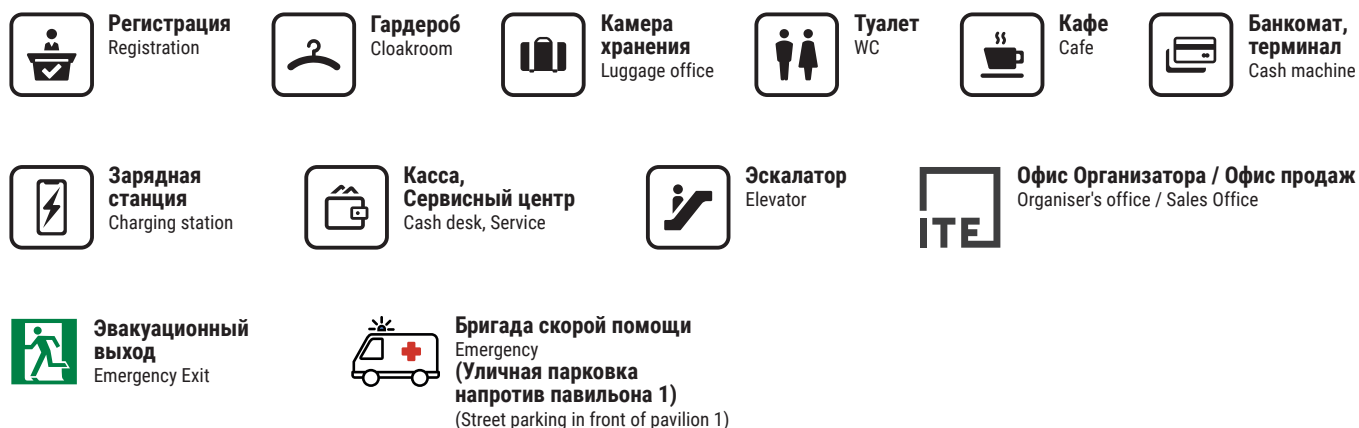 Регистрация
Registration
Гардероб
Cloakroom
Камера
хранения
Luggage office
Туалет
WC
Кафе
Cafe
Банкомат,
терминал
Cash machine
Зарядная
станция
Charging station
Касса,
Сервисный центр
Cash desk, Service
Эскалатор
Elevator
ITE
Офис Организатора / Офис продаж
Organiser's office / Sales Office
Эвакуационный
выход
Emergency Exit
Бригада скорой помощи
Emergency
(Уличная парковка
напротив павильона 1)
(Street parking in front of pavilion 1)